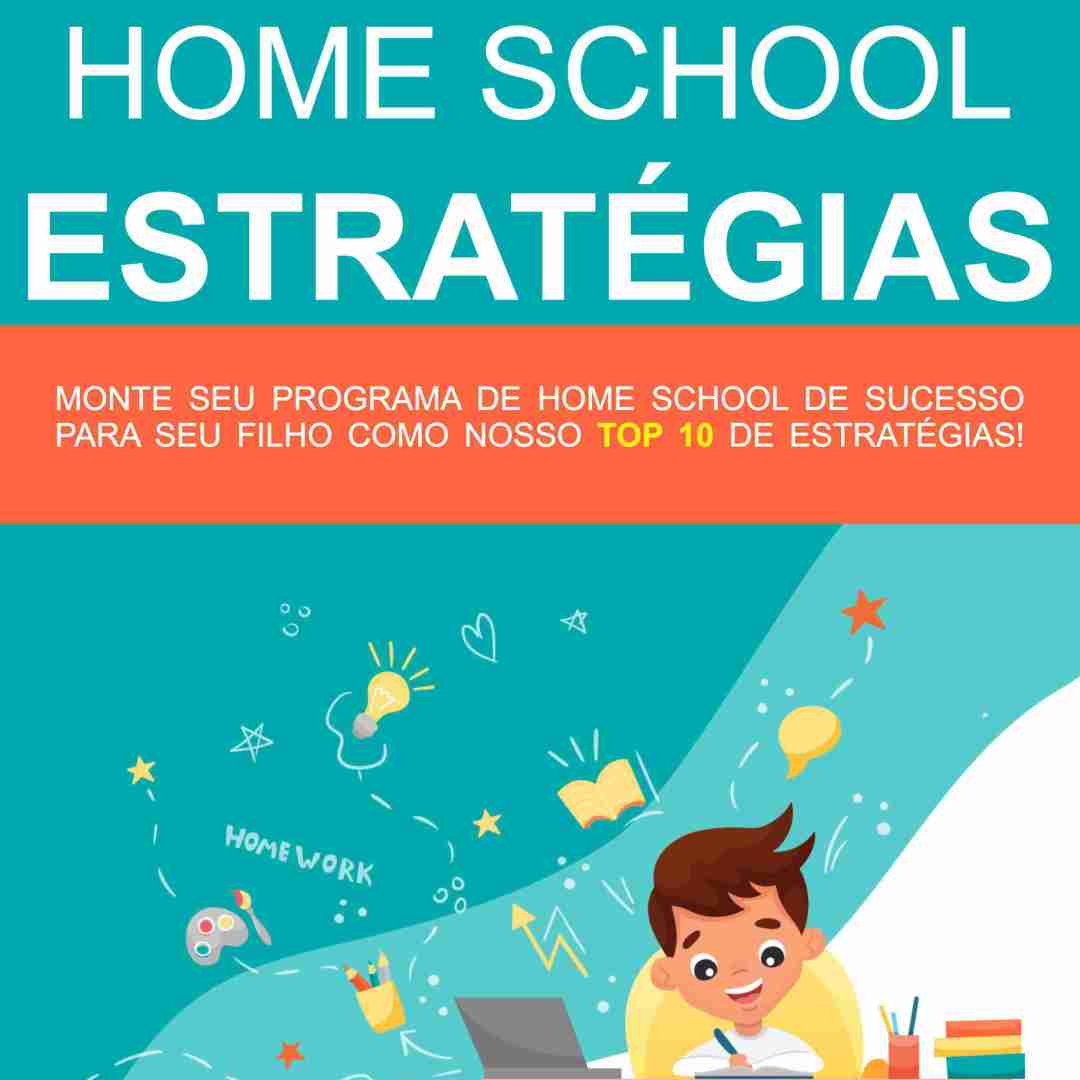 HOME SCHOOL
ESTRATÉGIAS
MONTE SEU PROGRAMA DE HOME SCHOOL DE SUCESSO
PARA SEU FILHO COMO NOSSO TOP 10 DE ESTRATÉGIAS!
HOMEWORK